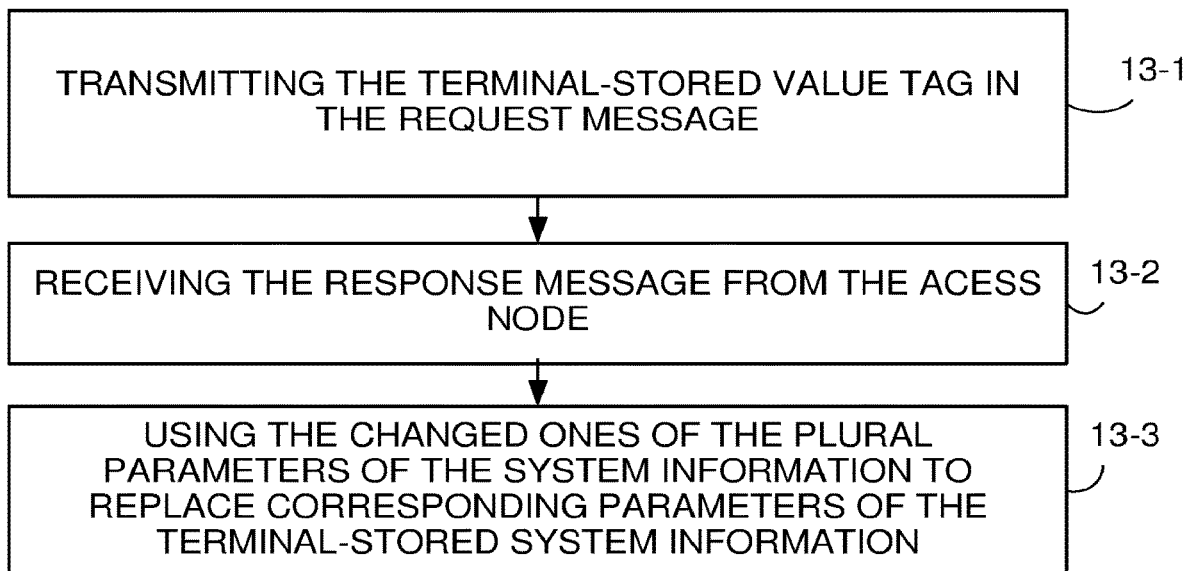 TRANSMITTING THE TERMINAL-STORED VALUE TAG IN
THE REQUEST MESSAGE
13-1
RECEIVING THE RESPONSE MESSAGE FROM THE ACESS
NODE
13-2
USING THE CHANGED ONES OF THE PLURAL
PARAMETERS OF THE SYSTEM INFORMATION TO
REPLACE CORRESPONDING PARAMETERS OF THE
TERMINAL-STORED SYSTEM INFORMATION
13-3